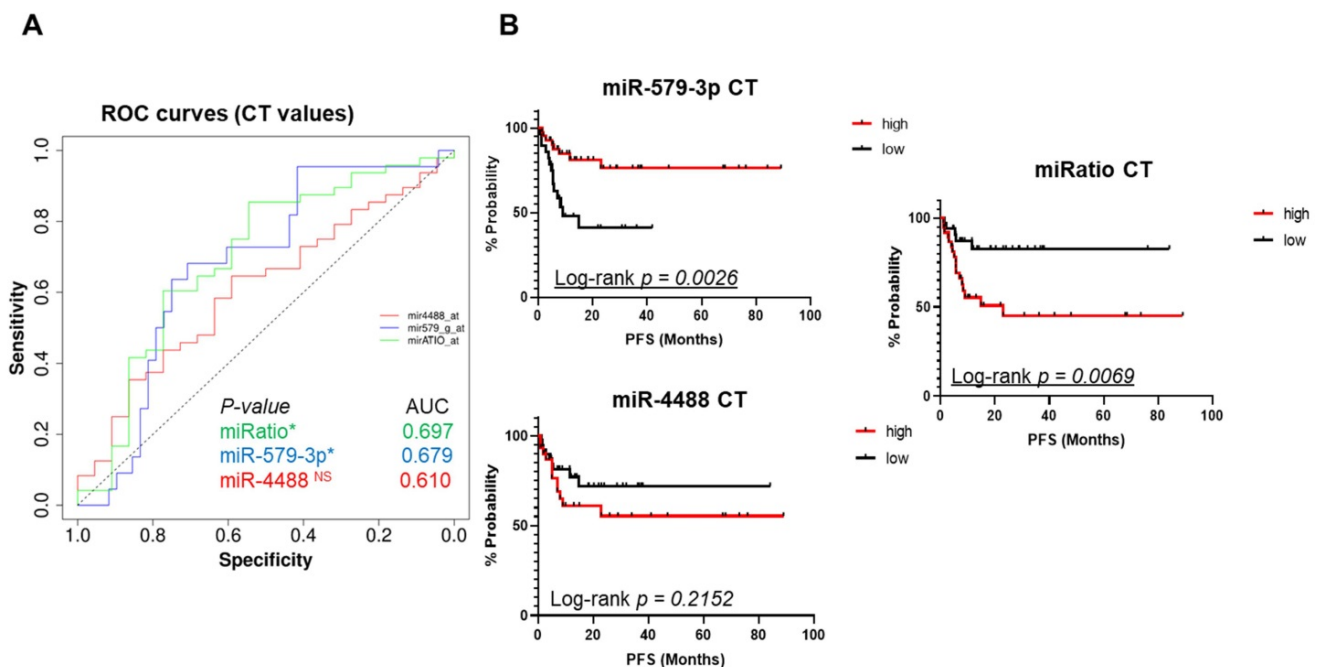 A
ROC curves (CT values)
1.0
0.8
0.6
0.4
0.2
0.0
Sensitivity
mir4488_at
mir579_g_at
mirATIO_at
P-value AUC
miRatio* 0.697
miR-579-3p* 0.679
miR-4488 NS 0.610
1.0 0.8 0.6 0.4 0.2 0.0
Specificity
B
miR-579-3p CT
high
low
100
50
0
% Probability
Log-rank p = 0.0026
0 20 40 60 80 100
PFS (Months)
miR-4488 CT
high
low
100
50
0
% Probability
Log-rank p = 0.2152
0 20 40 60 80 100
PFS (Months)
miRatio CT
high
low
100
50
0
% Probability
Log-rank p = 0.0069
0 20 40 60 80 100
PFS (Months)